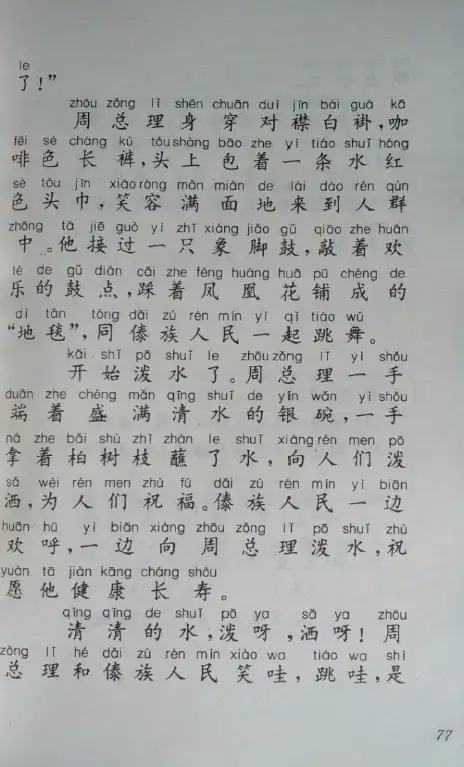 le
了！”
zhōu zǒng lǐ shēn chuān duì jīn bái guà kā
周总理身穿对襟白褂，咖
fēi sè cháng kù tóu shàng bāo zhe yì tiáo shuǐ hóng
啡色长裤，头上包着一条水红
sè tóu jīn xiào róng mǎn miàn de lái dào rén qún
色头巾，笑容满面地来到人群
zhōng tā jiē guò yì zhī xiàng jiǎo gǔ qiāo zhe huān
中。他接过一只象脚鼓，敲着欢
lè de gǔ diǎn cǎi zhe fèng huáng huā pū chéng de
乐的鼓点，踩着凤凰花铺成的
dì tǎn tóng dǎi zú rén mín yì qǐ tiào wǔ
“地毯”，同傣族人民一起跳舞。
kāi shǐ pō shuǐ le zhōu zǒng lǐ yì shǒu
开始泼水了。周总理一手
duān zhe chéng mǎn qīng shuǐ de yín wǎn yì shǒu
端着盛满清水的银碗，一手
ná zhe bǎi shù zhī zhàn le shuǐ xiàng rén men pō
拿着柏树枝蘸了水，向人们泼
sǎ wèi rén men zhù fú dǎi zú rén mín yì biān
洒，为人们祝福。傣族人民一边
huān hū yì biān xiàng zhōu zǒng lǐ pō shuǐ zhù
欢呼，一边向周总理泼水，祝
yuàn tā jiàn kāng cháng shòu
愿他健康长寿。
qīng qīng de shuǐ pō ya sǎ ya zhōu
清清的水，泼呀，洒呀！周
zǒng lǐ hé dǎi zú rén mín xiào wa tiào wa shì
总理和傣族人民笑哇，跳哇，是
77